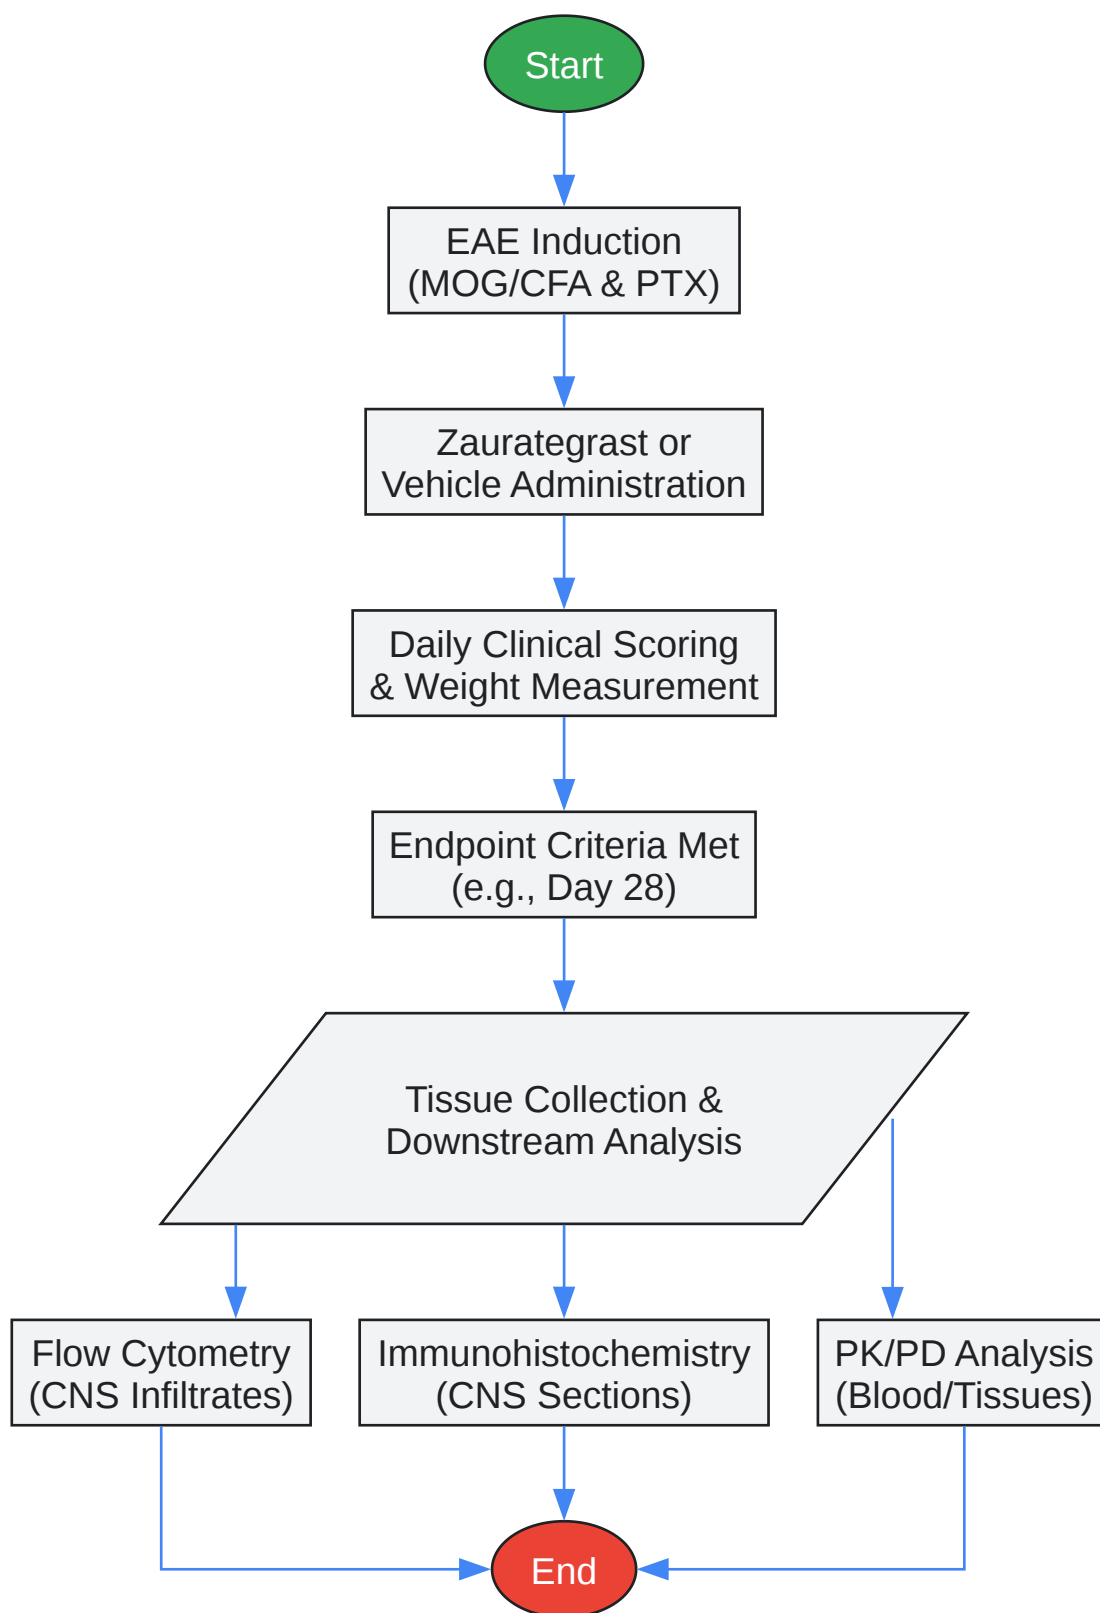 Start
EAE Induction
(MOG/CFA & PTX)
Zaurategrast or
Vehicle Administration
Daily Clinical Scoring
& Weight Measurement
Endpoint Criteria Met
(e.g., Day 28)
Tissue Collection &
Downstream Analysis
Flow Cytometry
(CNS Infiltrates)
Immunohistochemistry
(CNS Sections)
PK/PD Analysis
(Blood/Tissues)
End